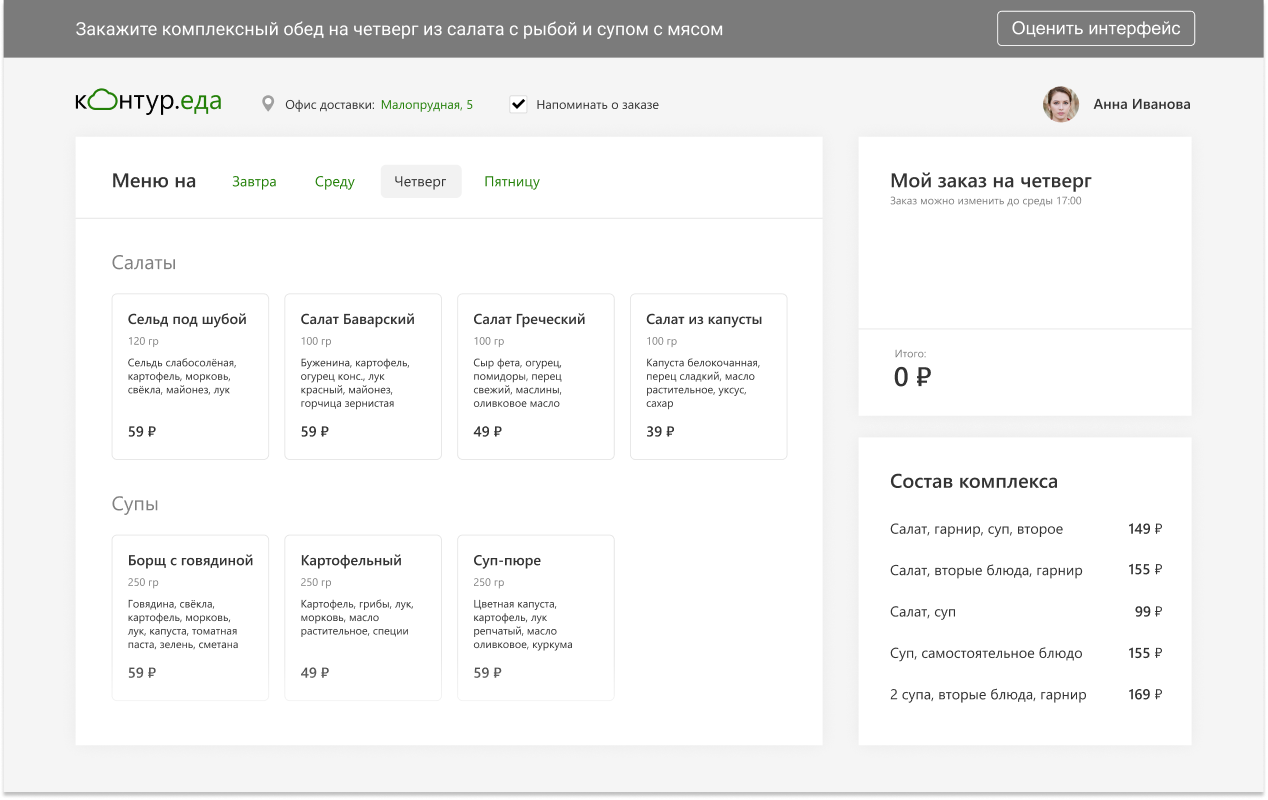 Закажите комплексный обед на четверг из салата с рыбой и супом с мясом
Оценить интерфейс
контур.еда
Офис доставки: Малопрудная, 5
Напоминать о заказе
Анна Иванова
Меню на
Завтра
Среду
Четверг
Пятницу
Салаты
Сельд под шубой
120 гр
Сельдь слабосолёная,
картофель, морковь,
свёкла, майонез, лук
59 ₽
Салат Баварский
100 гр
Буженина, картофель,
огурец конс., лук
красный, майонез,
горчица зернистая
59 ₽
Салат Греческий
100 гр
Сыр фета, огурец,
помидоры, перец
свежий, маслины,
оливковое масло
49 ₽
Салат из капусты
100 гр
Капуста белокочанная,
перец сладкий, масло
растительное, уксус,
сахар
39 ₽
Супы
Борщ с говядиной
250 гр
Говядина, свёкла,
картофель, морковь,
лук, капуста, томатная
паста, зелень, сметана
59 ₽
Картофельный
250 гр
Картофель, грибы, лук,
морковь, масло
растительное, специи
49 ₽
Суп-пюре
250 гр
Цветная капуста,
картофель, лук
репчатый, масло
оливковое, куркума
59 ₽
Мой заказ на четверг
Заказ можно изменить до среды 17:00
Итого:
0 ₽
Состав комплекса
Салат, гарнир, суп, второе 149 ₽
Салат, вторые блюда, гарнир 155 ₽
Салат, суп 99 ₽
Суп, самостоятельное блюдо 155 ₽
2 супа, вторые блюда, гарнир 169 ₽